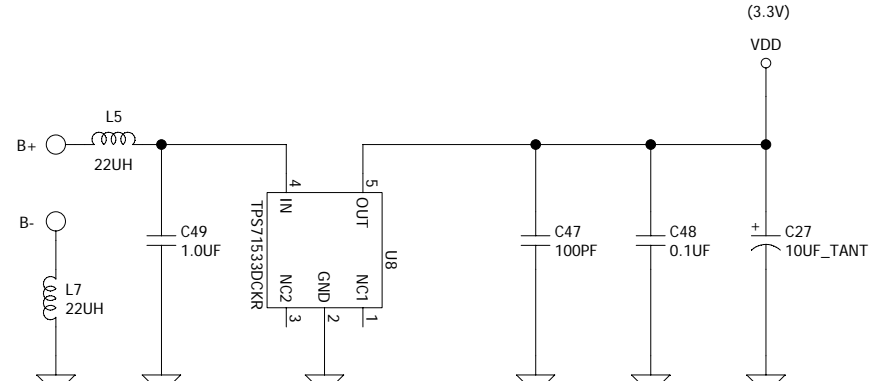 (3.3V)
VDD
L5
B+
22UH
4
5
IN
OUT
B-
TPS71533DCKR
U8
C49
1.0UF
C47
100PF
C48
0.1UF
+
C27
10UF_TANT
L7
22UH
NC2
GND
NC1
3
2
1